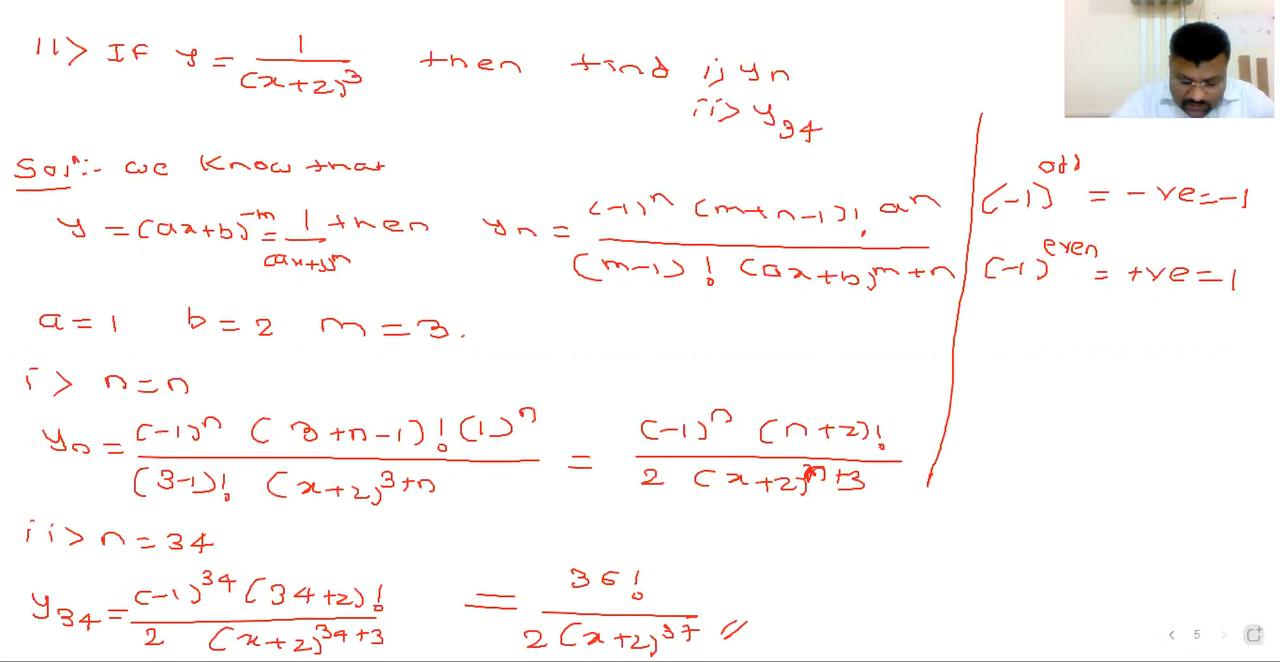 11> If y = 1/(x+2)^3 then find i) yn
ii> y34
Sol^n:- we know that
y = (ax+b)^-m = 1/(ax+b)^m then yn = (-1)^n (m+n-1)! a^n / (m-1)! (ax+b)^m+n
(-1)^odd = -ve = -1
(-1)^even = +ve = 1
a = 1 b = 2 m = 3.
i> n = n
yn = (-1)^n (3+n-1)! (1)^n / (3-1)! (x+2)^3+n = (-1)^n (n+2)! / 2 (x+2)^n+3
ii> n = 34
y34 = (-1)^34 (34+2)! / 2 (x+2)^34+3 = 36! / 2(x+2)^37 //
5